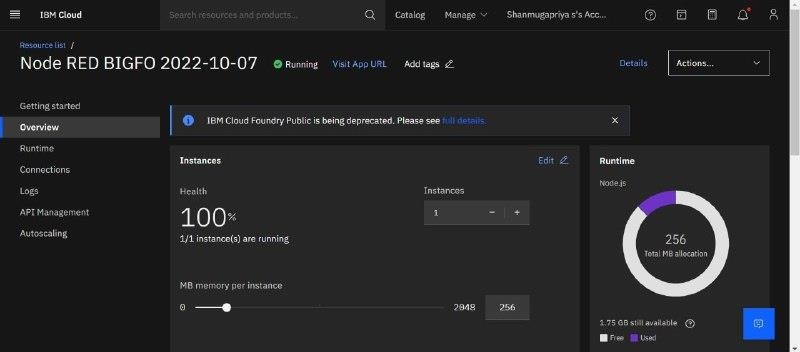 IBM Cloud
Search resources and products...
Catalog
Manage
Shanmugapriya s's Acc...
Resource list /
Node RED BIGFO 2022-10-07
Running
Visit App URL
Add tags
Details
Actions...
Getting started
Overview
Runtime
Connections
Logs
API Management
Autoscaling
IBM Cloud Foundry Public is being deprecated. Please see full details.
Instances
Edit
Health
100%
1/1 instance(s) are running
Instances
1
MB memory per instance
0
2048
256
Runtime
Node.js
256
Total MB allocation
1.75 GB still available
Free
Used